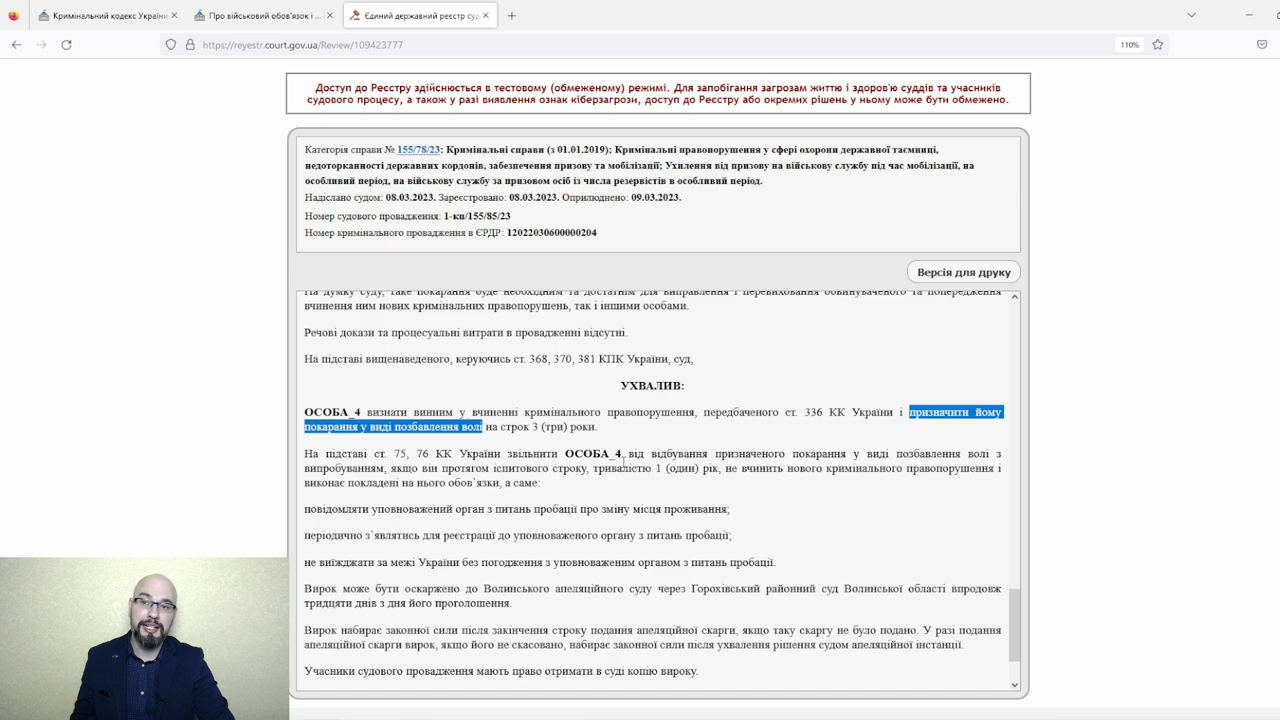 Кримінальний кодекс України
Про військовий обов'язок і ...
Єдиний державний реєстр суд
https://reyestr.court.gov.ua/Review/109423777
110%
Доступ до Реєстру здійснюється в тестовому (обмеженому) режимі. Для запобігання загрозам життю і здоров'ю суддів та учасників
судового процесу, а також у разі виявлення ознак кіберзагрози, доступ до Реєстру або окремих рішень у ньому може бути обмежено.
Категорія справи № 155/78/23: Кримінальні справи (з 01.01.2019); Кримінальні правопорушення у сфері охорони державної таємниці,
недоторканності державних кордонів, забезпечення призову та мобілізації; Ухилення від призову на військову службу під час мобілізації, на
особливий період, на військову службу за призовом осіб із числа резервістів в особливий період.
Надіслано судом: 08.03.2023. Зареєстровано: 08.03.2023. Оприлюднено: 09.03.2023.
Номер судового провадження: 1-кп/155/85/23
Номер кримінального провадження в ЄРДР: 12022030600000204
Версія для друку
На думку суду, таке покарання буде необхідним та достатнім для виправлення і перевиховання обвинуваченого та попередження
вчинення ним нових кримінальних правопорушень, так і іншими особами.
Речові докази та процесуальні витрати в провадженні відсутні.
На підставі вищенаведеного, керуючись ст. 368, 370, 381 КПК України, суд,
УХВАЛИВ:
ОСОБА_4 визнати винним у вчиненні кримінального правопорушення, передбаченого ст. 336 КК України і призначити йому
покарання у виді позбавлення волі на строк 3 (три) роки.
На підставі ст. 75, 76 КК України звільнити ОСОБА_4 від відбування призначеного покарання у виді позбавлення волі з
випробуванням, якщо він протягом іспитового строку, тривалістю 1 (один) рік, не вчинить нового кримінального правопорушення і
виконає покладені на нього обов`язки, а саме:
повідомляти уповноважений орган з питань пробації про зміну місця проживання;
періодично з`являтись для реєстрації до уповноваженого органу з питань пробації;
не виїжджати за межі України без погодження з уповноваженим органом з питань пробації.
Вирок може бути оскаржено до Волинського апеляційного суду через Горохівський районний суд Волинської області впродовж
тридцяти днів з дня його проголошення.
Вирок набирає законної сили після закінчення строку подання апеляційної скарги, якщо таку скаргу не було подано. У разі подання
апеляційної скарги вирок, якщо його не скасовано, набирає законної сили після ухвалення рішення судом апеляційної інстанції.
Учасники судового провадження мають право отримати в суді копію вироку.